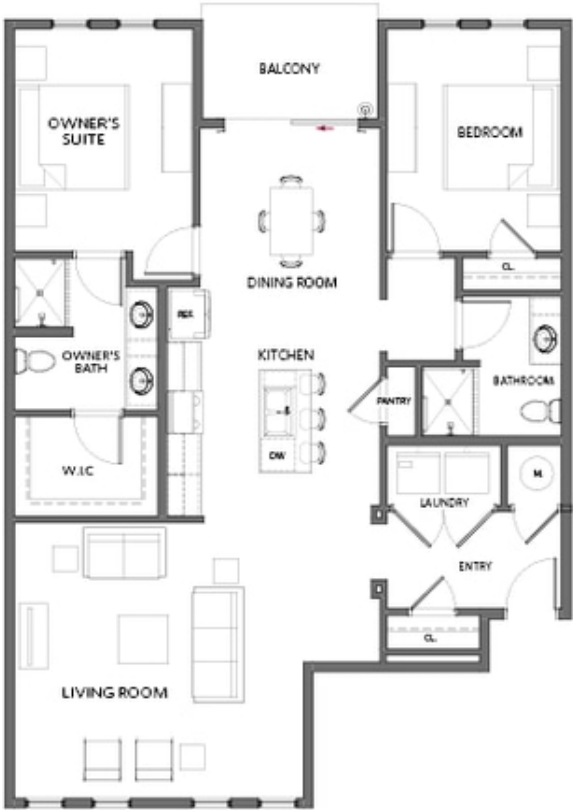 BALCONY
OWNER'S
SUITE
BEDROOM
DINING ROOM
CL.
REF.
OWNER'S
BATH
KITCHEN
BATHROOM
PANTRY
DW
W.I.C
M.
LAUNDRY
ENTRY
CL.
LIVING ROOM